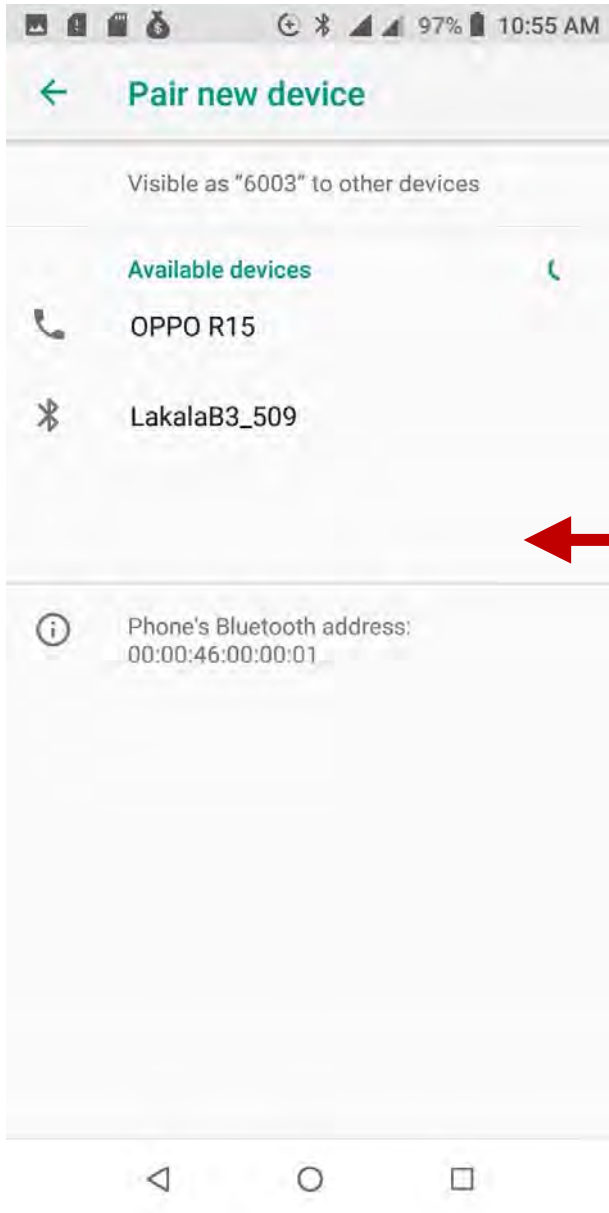 97% 10:55 AM
Pair new device
Visible as "6003" to other devices
Available devices
OPPO R15
LakalaB3_509
Phone's Bluetooth address:
00:00:46:00:00:01